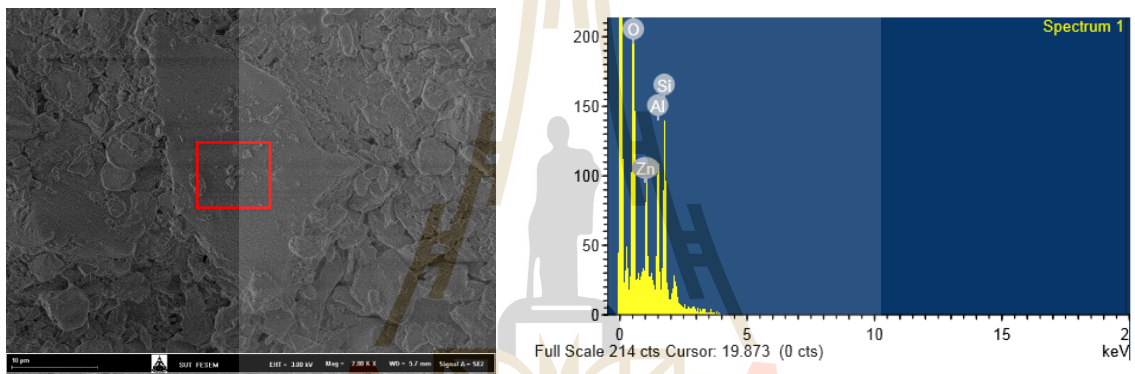 10 µm
SUT FESEM
EHT = 3.00 kV
Mag = 2.00 K X
WD = 5.7 mm
Signal A = SE2
Spectrum 1
200
150
100
50
0
O
Si
Al
Zn
0
5
10
15
2
Full Scale 214 cts Cursor: 19.873 (0 cts)
keV